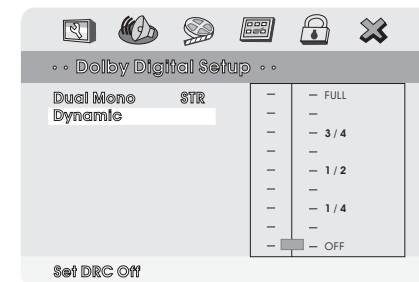 ·· Dolby Digital Setup ··
Dual Mono STR
Dynamic
FULL
3/4
1/2
1/4
OFF
Set DRC Off